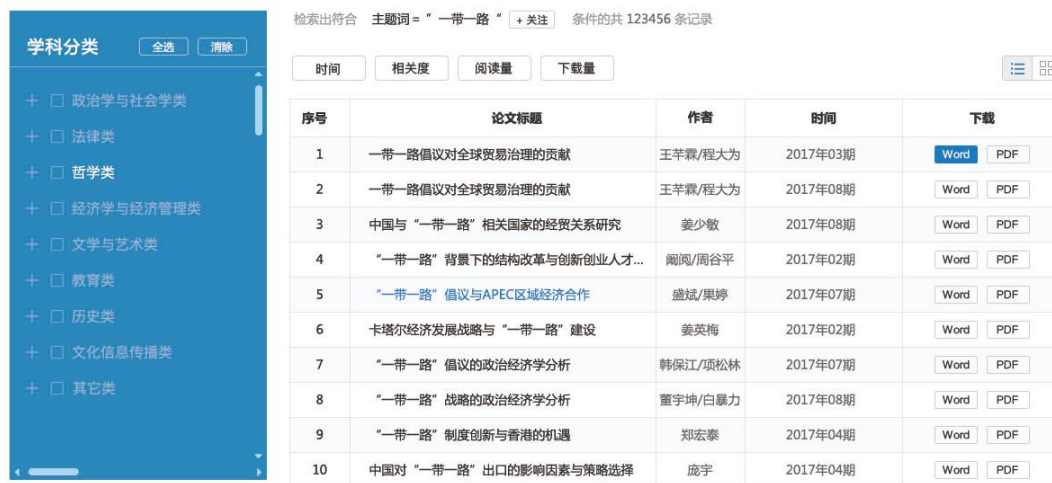 检索出符合 主题词 = ” 一带一路 “ + 关注 条件的共 123456 条记录
学科分类 全选 清除
政治学与社会学类
法律类
哲学类
经济学与经济管理类
文学与艺术类
教育类
历史类
文化信息传播类
其它类
时间 相关度 阅读量 下载量
序号 论文标题 作者 时间 下载
1 一带一路倡议对全球贸易治理的贡献 王芊霖/程大为 2017年03期 Word PDF
2 一带一路倡议对全球贸易治理的贡献 王芊霖/程大为 2017年08期 Word PDF
3 中国与“一带一路”相关国家的经贸关系研究 姜少敏 2017年08期 Word PDF
4 “一带一路”背景下的结构改革与创新创业人才... 阚阅/周谷平 2017年02期 Word PDF
5 “一带一路”倡议与APEC区域经济合作 盛斌/果婷 2017年07期 Word PDF
6 卡塔尔经济发展战略与“一带一路”建设 姜英梅 2017年02期 Word PDF
7 “一带一路”倡议的政治经济学分析 韩保江/项松林 2017年07期 Word PDF
8 “一带一路”战略的政治经济学分析 董宇坤/白暴力 2017年08期 Word PDF
9 “一带一路”制度创新与香港的机遇 郑宏泰 2017年04期 Word PDF
10 中国对“一带一路”出口的影响因素与策略选择 庞宇 2017年04期 Word PDF